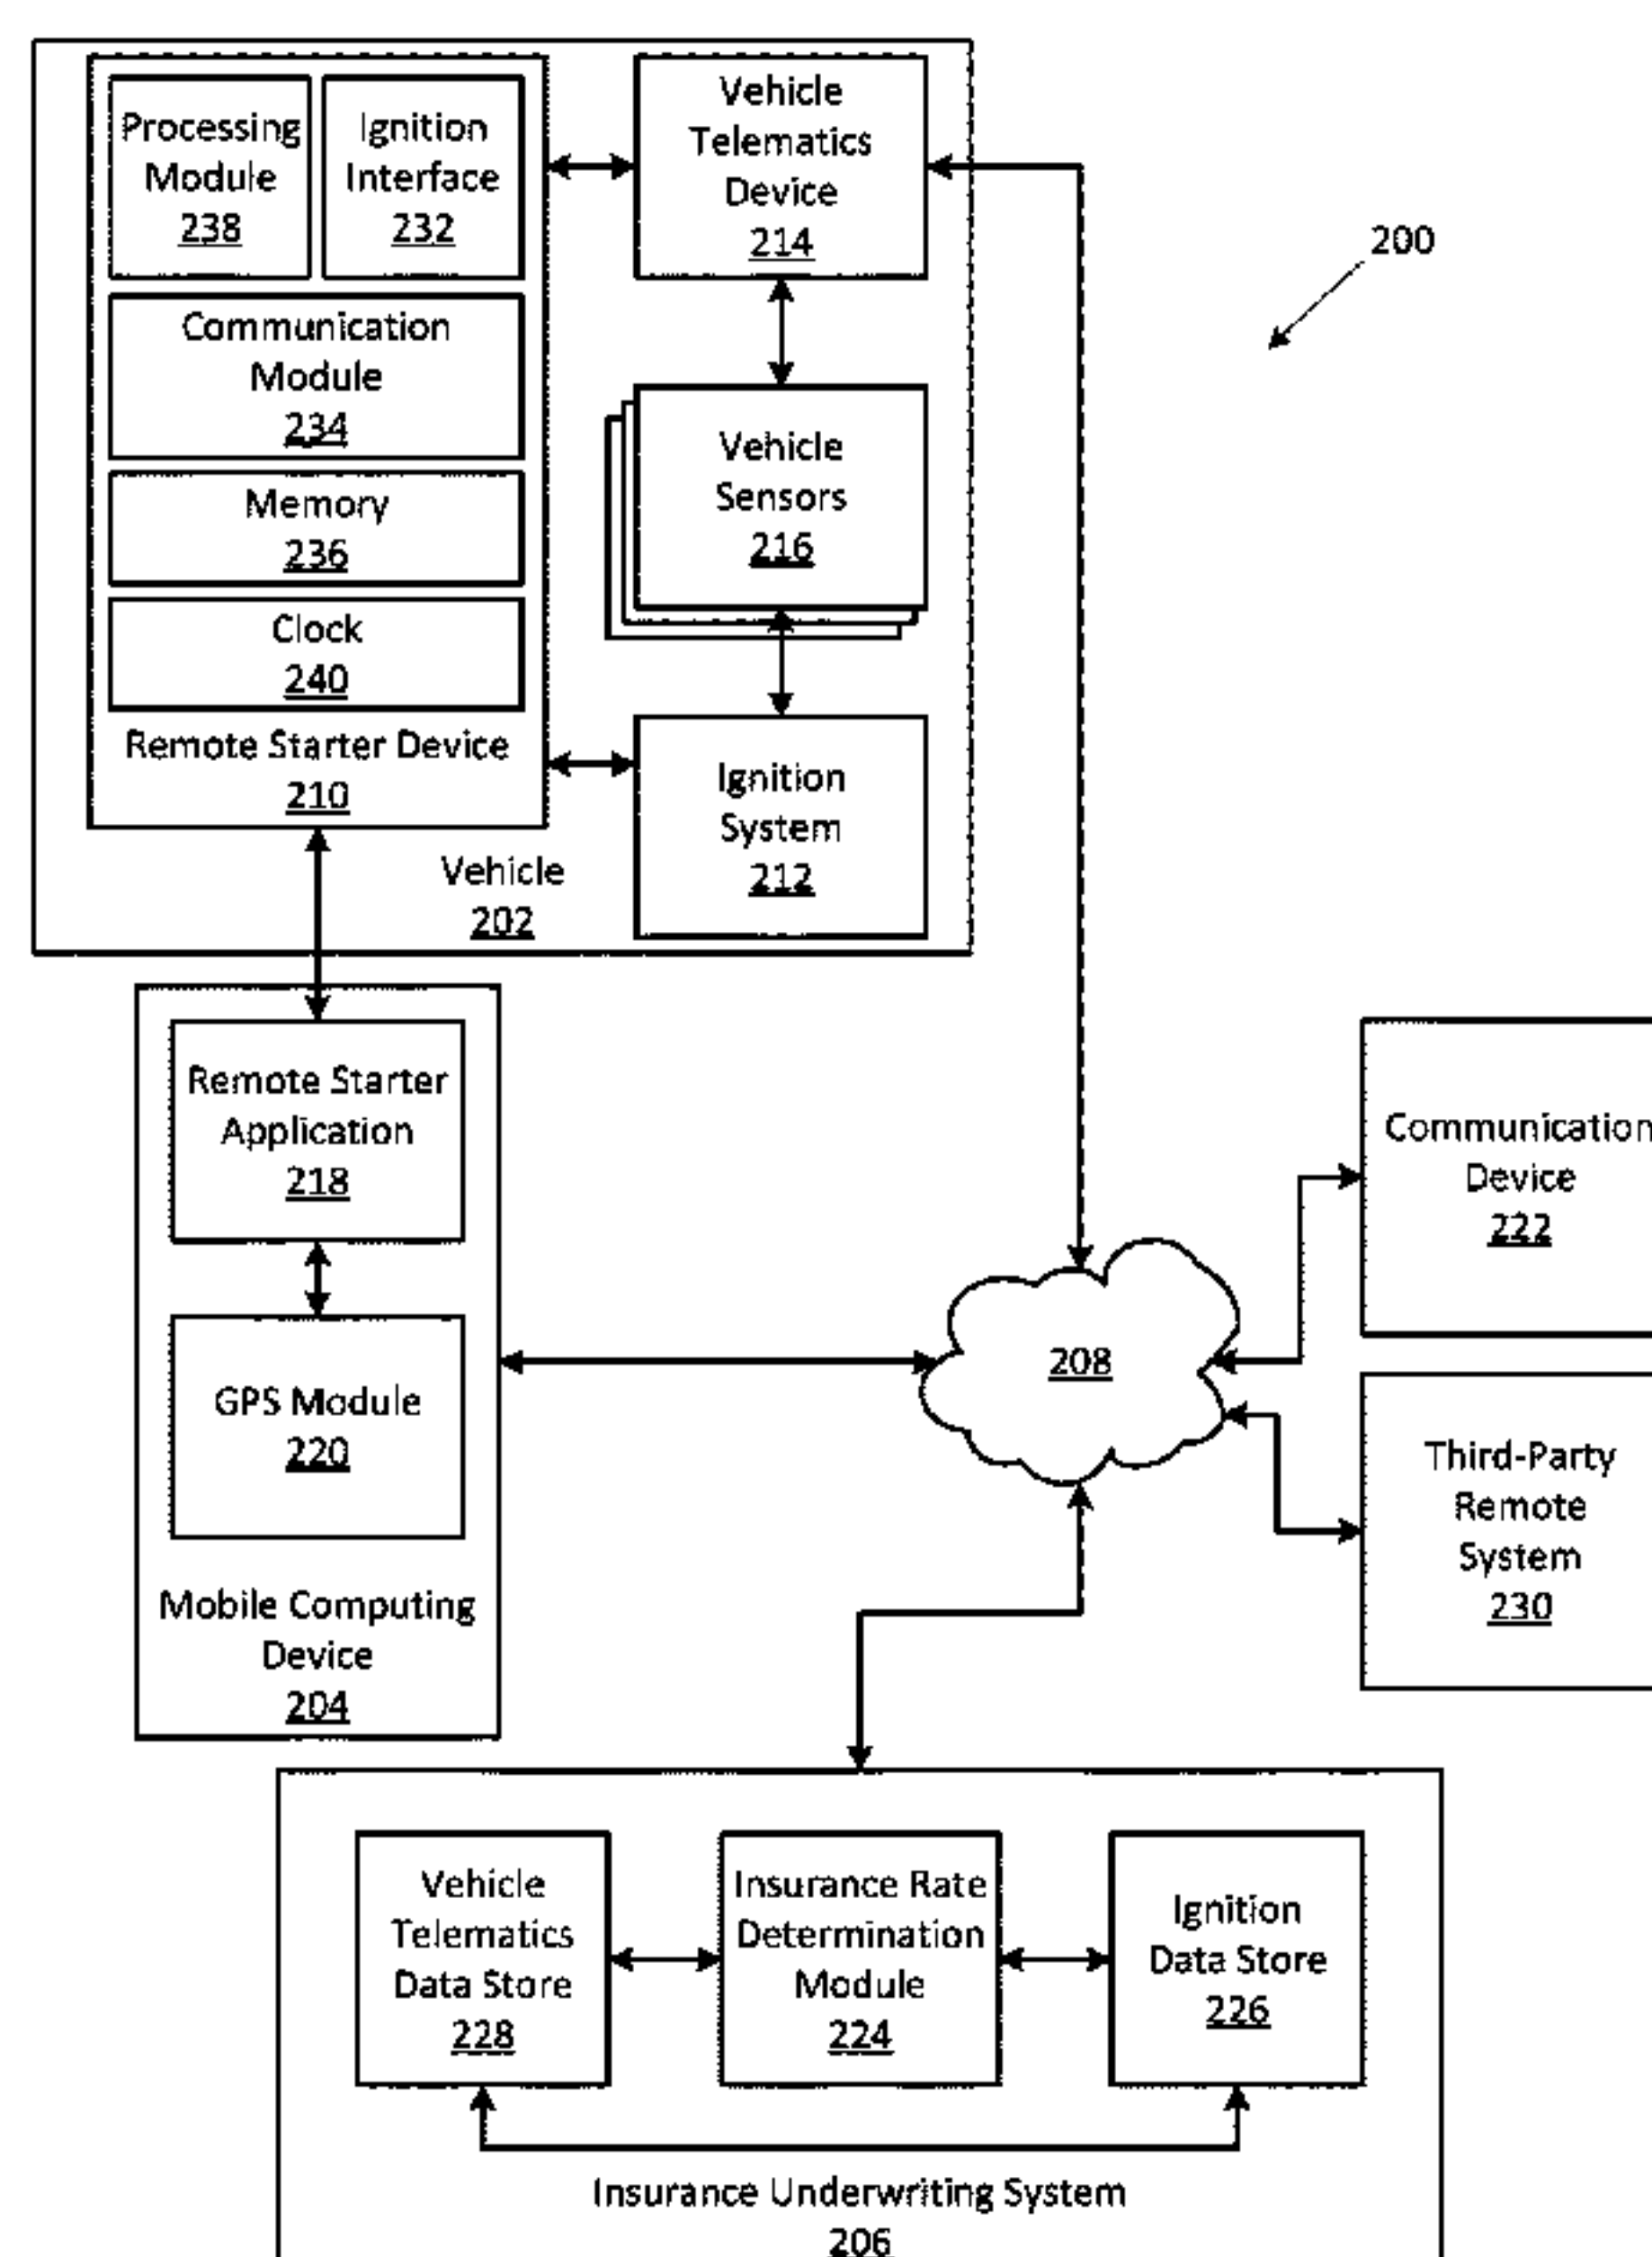 Processing
Module
238
Ignition
Interface
232
Communication
Module
234
Memory
236
Clock
240
Remote Starter Device
210
Vehicle
Telematics
Device
214
Vehicle
Sensors
216
Ignition
System
212
Vehicle
202
200
Remote Starter
Application
218
GPS Module
220
Mobile Computing
Device
204
208
Communication
Device
222
Third-Party
Remote
System
230
Vehicle
Telematics
Data Store
228
Insurance Rate
Determination
Module
224
Ignition
Data Store
226
Insurance Underwriting System
206